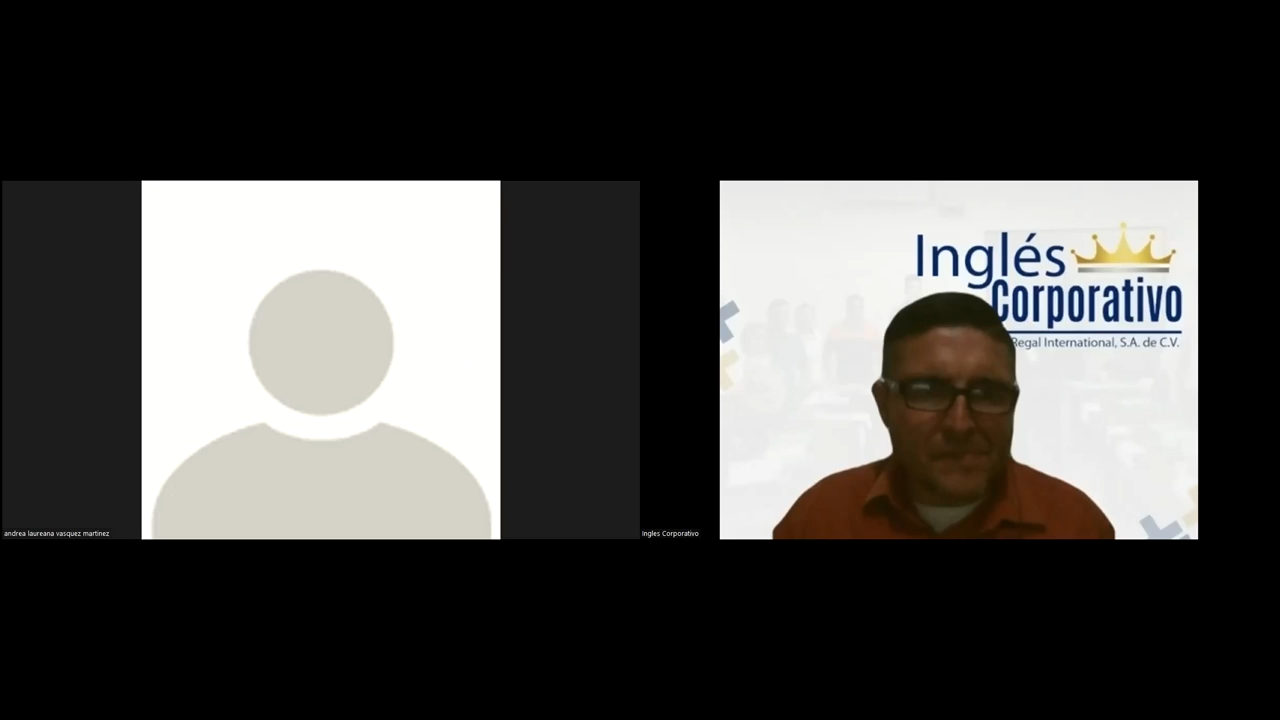 andrea laureana vasquez martinez
Inglés
Corporativo
Regal International, S.A. de C.V.
Ingles Corporativo